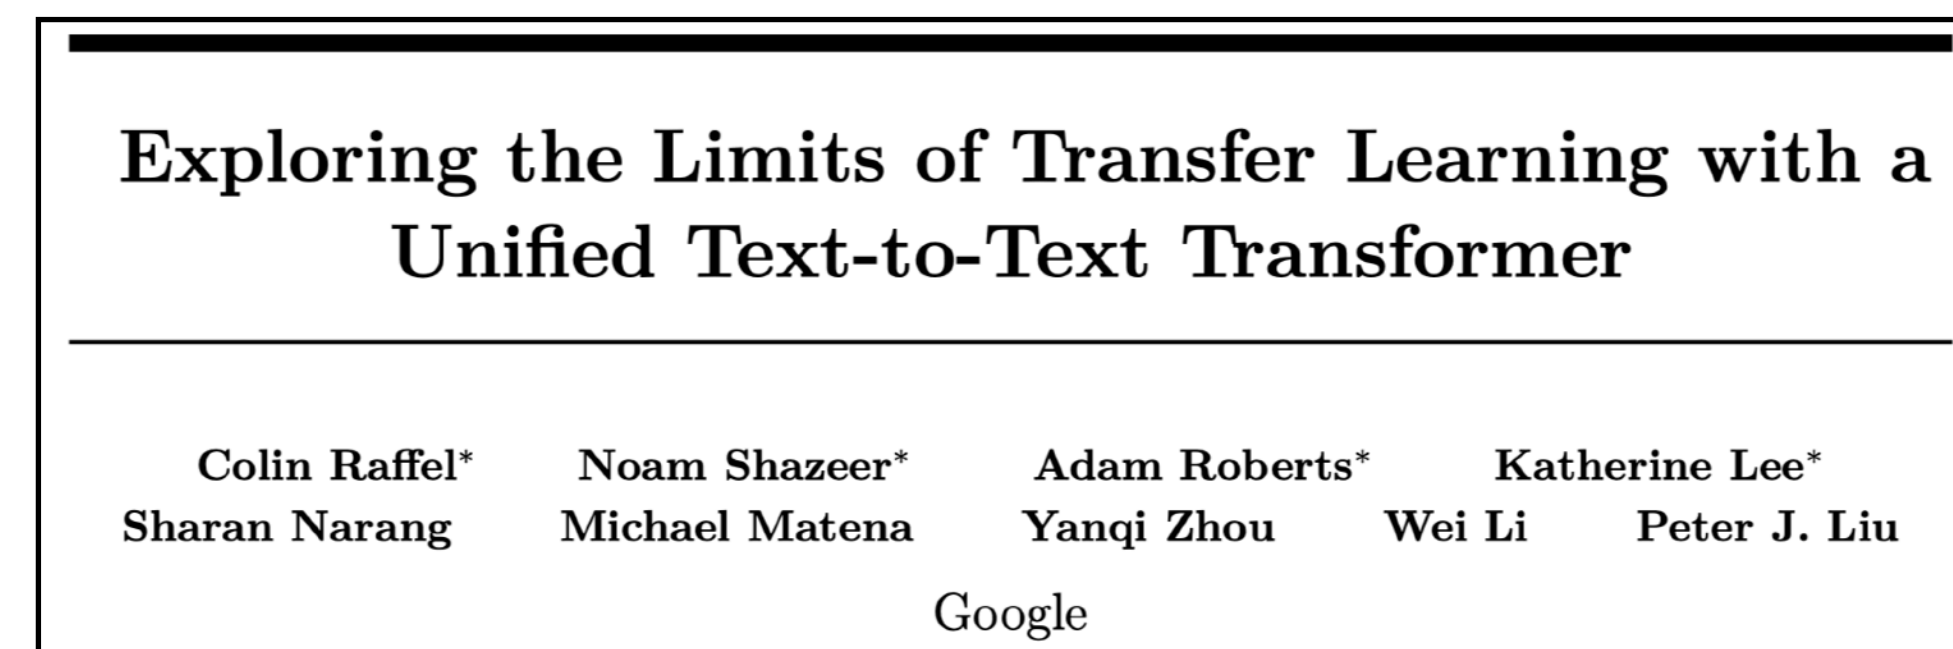 Exploring the Limits of Transfer Learning with a
Unified Text-to-Text Transformer
Colin Raffel* Noam Shazeer* Adam Roberts* Katherine Lee*
Sharan Narang Michael Matena Yanqi Zhou Wei Li Peter J. Liu
Google